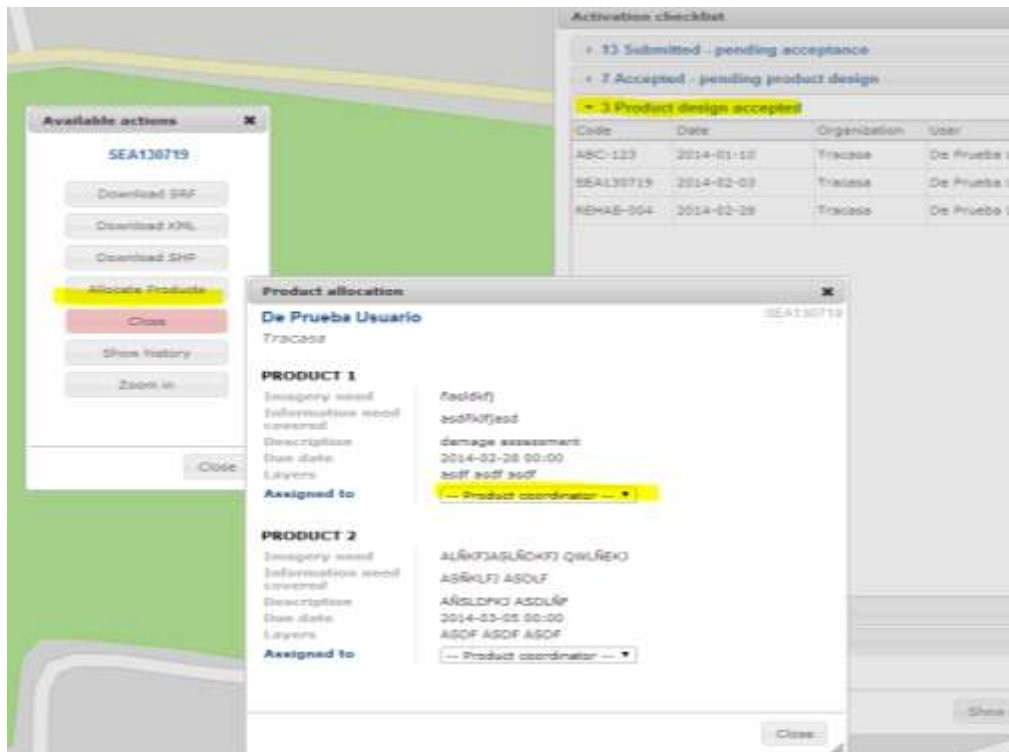 Activation checklist
13 Submitted - pending acceptance
7 Accepted - pending product design
3 Product design accepted
Code Date Organization User
ABC-123 2014-01-10 Tracasa De Prueba
SEA130719 2014-02-03 Tracasa De Prueba
REHAB-004 2014-02-28 Tracasa De Prueba
Available actions
SEA130719
Download SRF
Download XML
Download SHP
Allocate Products
Close
Show history
Zoom in
Close
Product allocation
De Prueba Usuario SEA130719
Tracasa
PRODUCT 1
Imagery need
Information need covered asdfklfjasd
Description damage assessment
Due date 2014-02-28 00:00
Layers asdf asdf asdf
Assigned to -- Product coordinator --
PRODUCT 2
Imagery need
Information need covered ASÑKLFJ ASDLF
Description
Due date 2014-03-05 00:00
Layers ASDF ASDF ASDF
Assigned to -- Product coordinator --
Close
Show